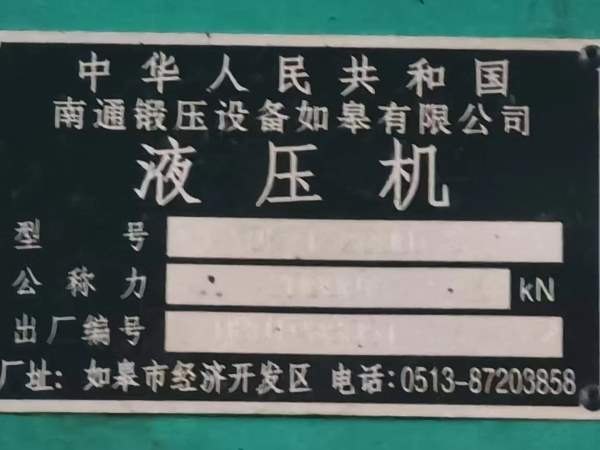 中华人民共和国
南通锻压设备如皋有限公司
液压机
型号
公称力 kN
出厂编号
厂址：如皋市经济开发区 电话：0513-87203858